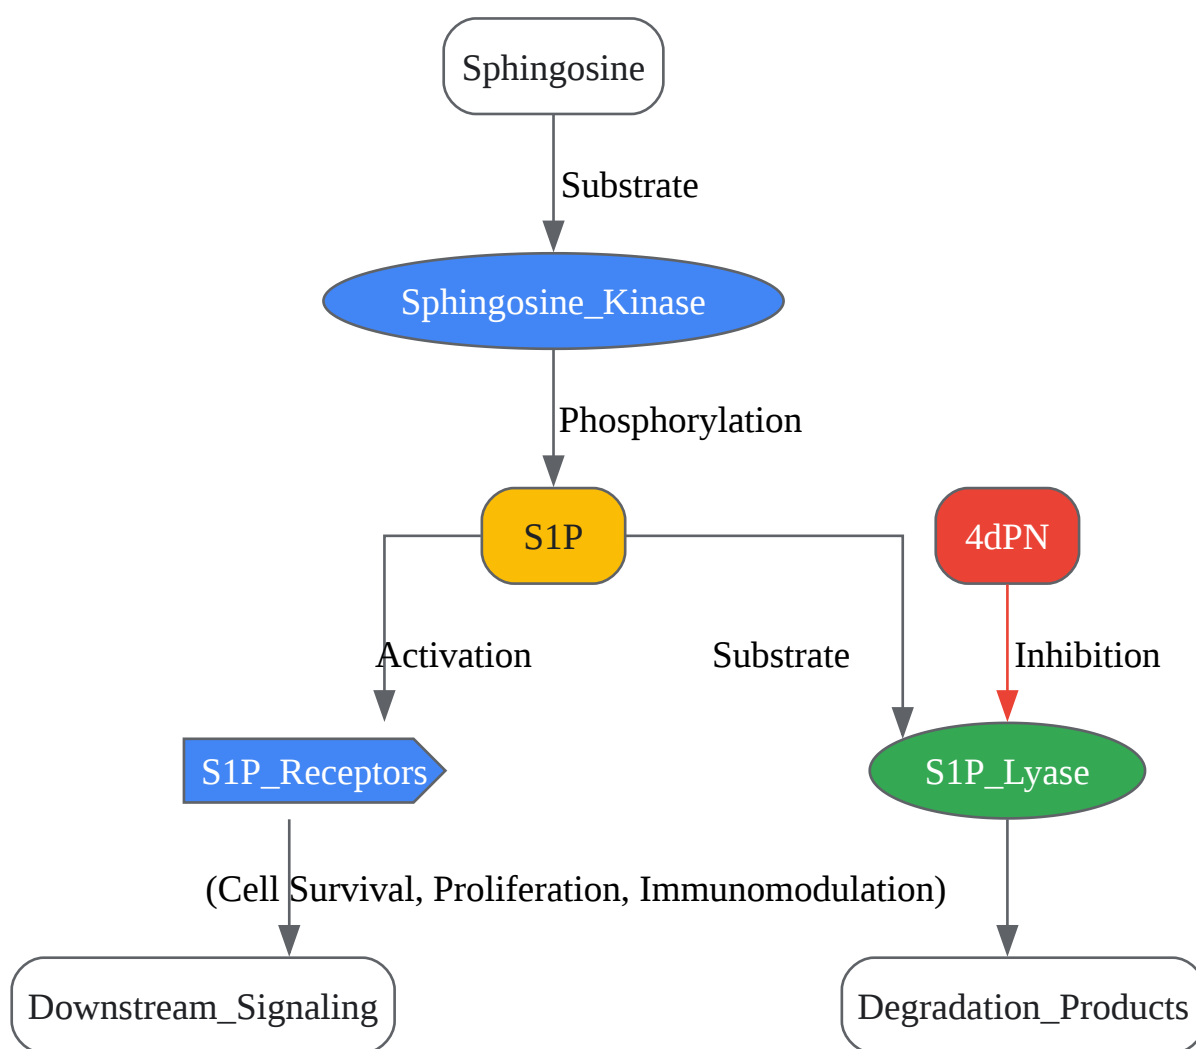 Sphingosine
Substrate
Sphingosine_Kinase
Phosphorylation
S1P
4dPN
Activation
Substrate
Inhibition
S1P_Receptors
S1P_Lyase
(Cell Survival, Proliferation, Immunomodulation)
Downstream_Signaling
Degradation_Products